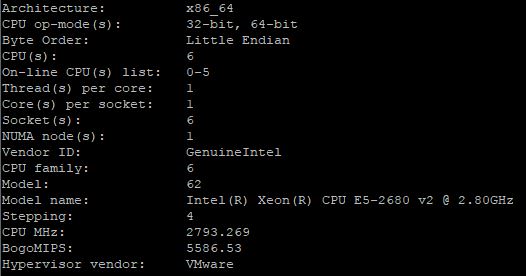 Architecture: x86_64
CPU op-mode(s): 32-bit, 64-bit
Byte Order: Little Endian
CPU(s): 6
On-line CPU(s) list: 0-5
Thread(s) per core: 1
Core(s) per socket: 1
Socket(s): 6
NUMA node(s): 1
Vendor ID: GenuineIntel
CPU family: 6
Model: 62
Model name: Intel(R) Xeon(R) CPU E5-2680 v2 @ 2.80GHz
Stepping: 4
CPU MHz: 2793.269
BogoMIPS: 5586.53
Hypervisor vendor: VMware